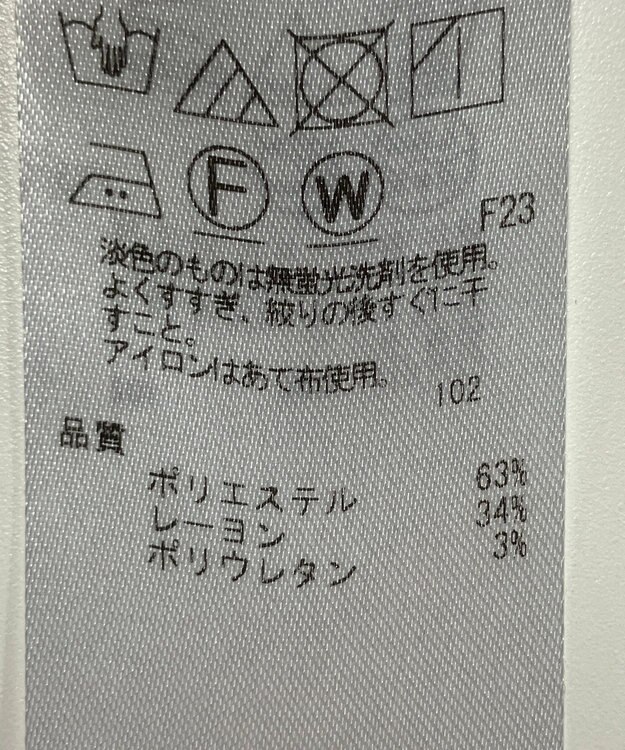 F
W
F23
淡色のものは無蛍光洗剤を使用。
よくすすぎ、絞りの後すぐに干
すこと。
アイロンはあて布使用。
102
品質
ポリエステル 63%
レーヨン 34%
ポリウレタン 3%